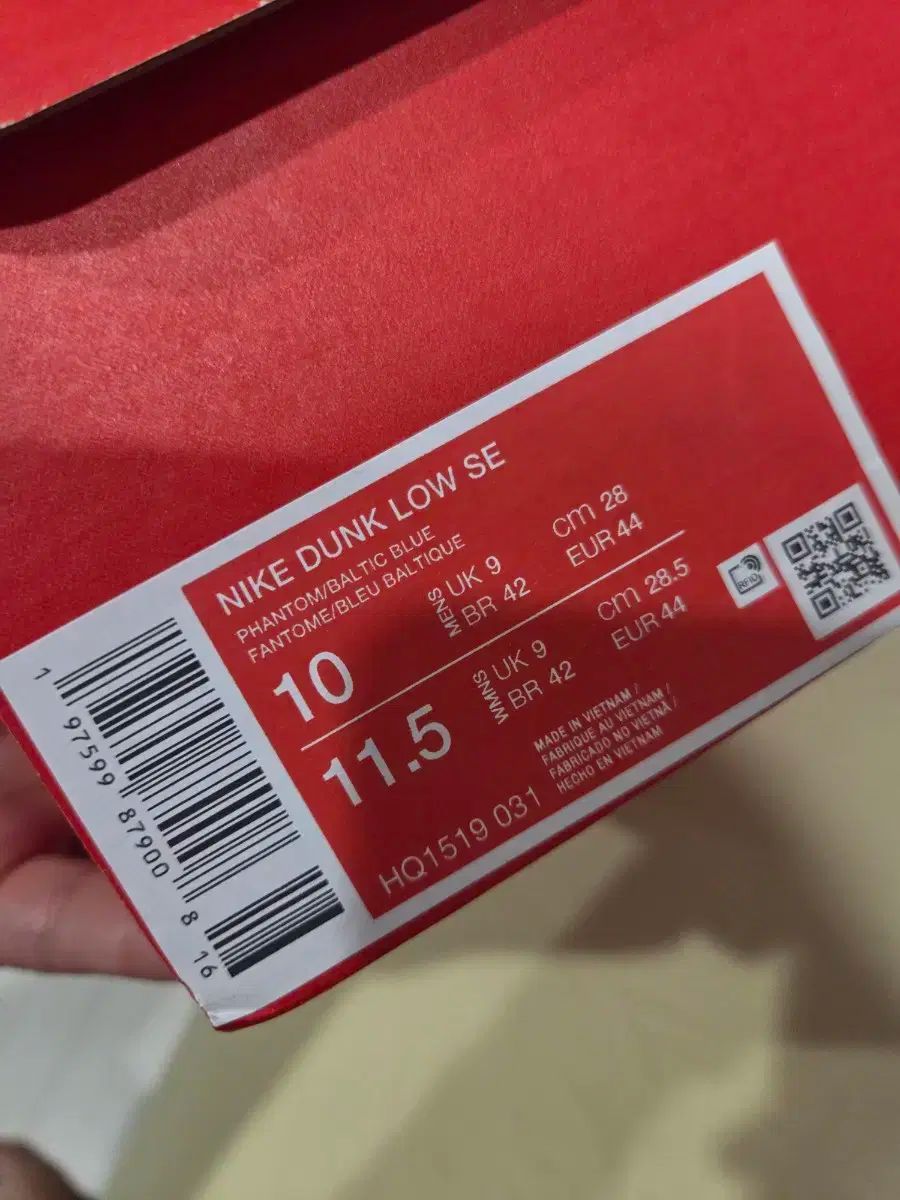 NIKE DUNK LOW SE
PHANTOM/BALTIC BLUE
FANTOME/BLEU BALTIQUE
10
MENS
UK 9
BR 42
cm 28
EUR 44
11.5
WMNS
UK 9
BR 42
cm 28.5
EUR 44
HQ1519 031
MADE IN VIETNAM /
FABRIQUE AU VIETNAM /
FABRICADO NO VIETNÃ /
HECHO EN VIETNAM
RFID
1 97599 87900 8 16